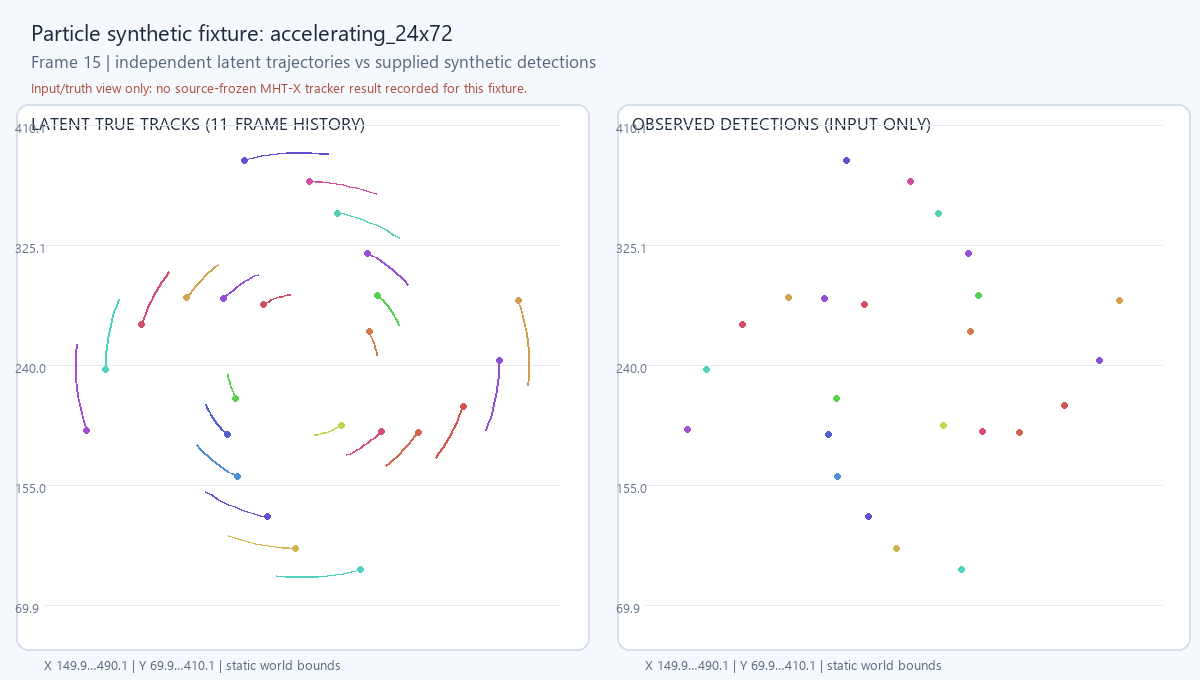 Particle synthetic fixture: accelerating_24x72
Frame 15 | independent latent trajectories vs supplied synthetic detections
Input/truth view only: no source-frozen MHT-X tracker result recorded for this fixture.
LATENT TRUE TRACKS (11-FRAME HISTORY)
410.1
325.1
240.0
155.0
69.9
X 149.9...490.1 | Y 69.9...410.1 | static world bounds
OBSERVED DETECTIONS (INPUT ONLY)
410.1
325.1
240.0
155.0
69.9
X 149.9...490.1 | Y 69.9...410.1 | static world bounds